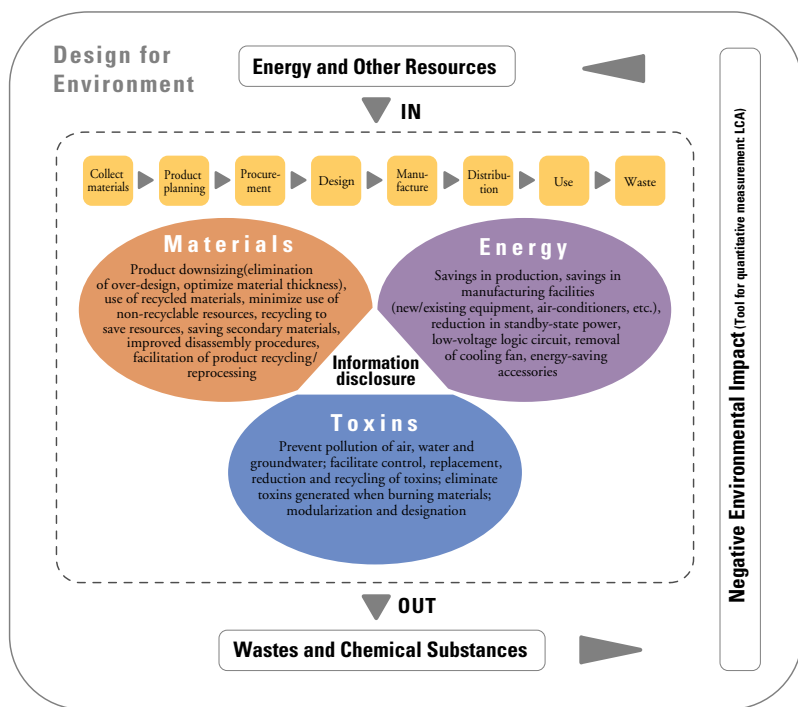 Design for
Environment
Energy and Other Resources
IN
Collect
materials
Product
planning
Procure-
ment
Design
Manu-
facture
Distribu-
tion
Use
Waste
Materials
Product downsizing(elimination
of over-design, optimize material thickness),
use of recycled materials, minimize use of
non-recyclable resources, recycling to
save resources, saving secondary materials,
improved disassembly procedures,
facilitation of product recycling/
reprocessing
Energy
Savings in production, savings in
manufacturing facilities
(new/existing equipment, air-conditioners, etc.),
reduction in standby-state power,
low-voltage logic circuit, removal
of cooling fan, energy-saving
accessories
Information
disclosure
Toxins
Prevent pollution of air, water and
groundwater; facilitate control, replacement,
reduction and recycling of toxins; eliminate
toxins generated when burning materials;
modularization and designation
OUT
Wastes and Chemical Substances
Negative Environmental Impact (Tool for quantitative measurement: LCA)